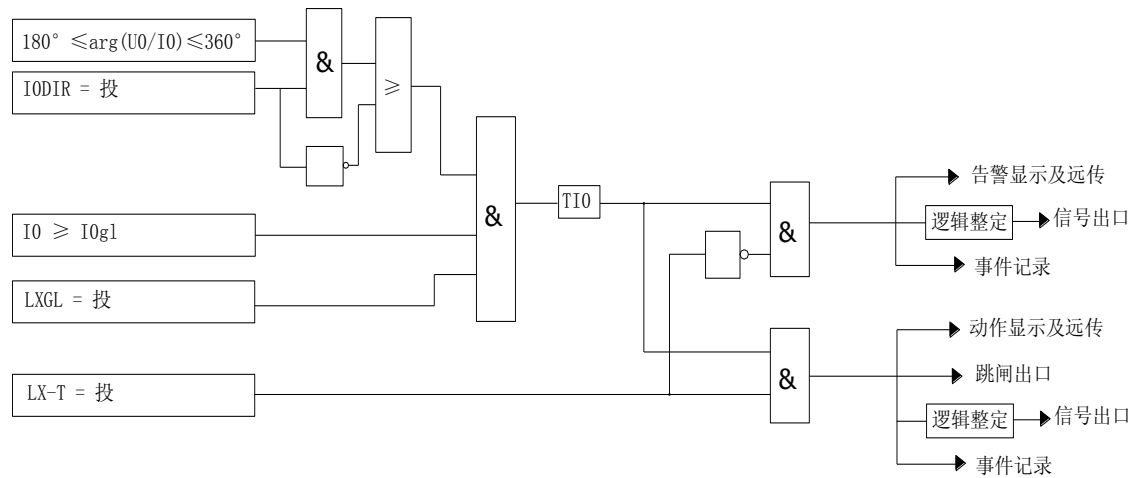 180° ≤arg(U0/I0)≤360°
&
≥
I0DIR = 投
I0 ≥ I0gl
&
TI0
LXGL = 投
LX-T = 投
&
告警显示及远传
逻辑整定
信号出口
事件记录
&
动作显示及远传
跳闸出口
逻辑整定
信号出口
事件记录